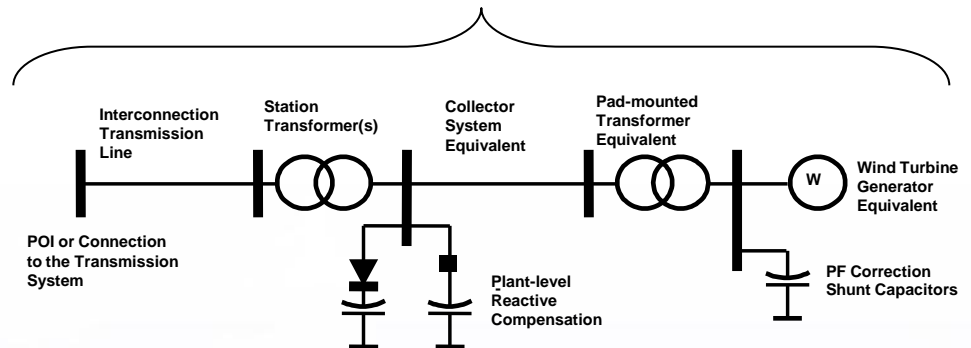 Interconnection
Transmission
Line
Station
Transformer(s)
Collector
System
Equivalent
Pad-mounted
Transformer
Equivalent
W
Wind Turbine
Generator
Equivalent
POI or Connection
to the Transmission
System
Plant-level
Reactive
Compensation
PF Correction
Shunt Capacitors